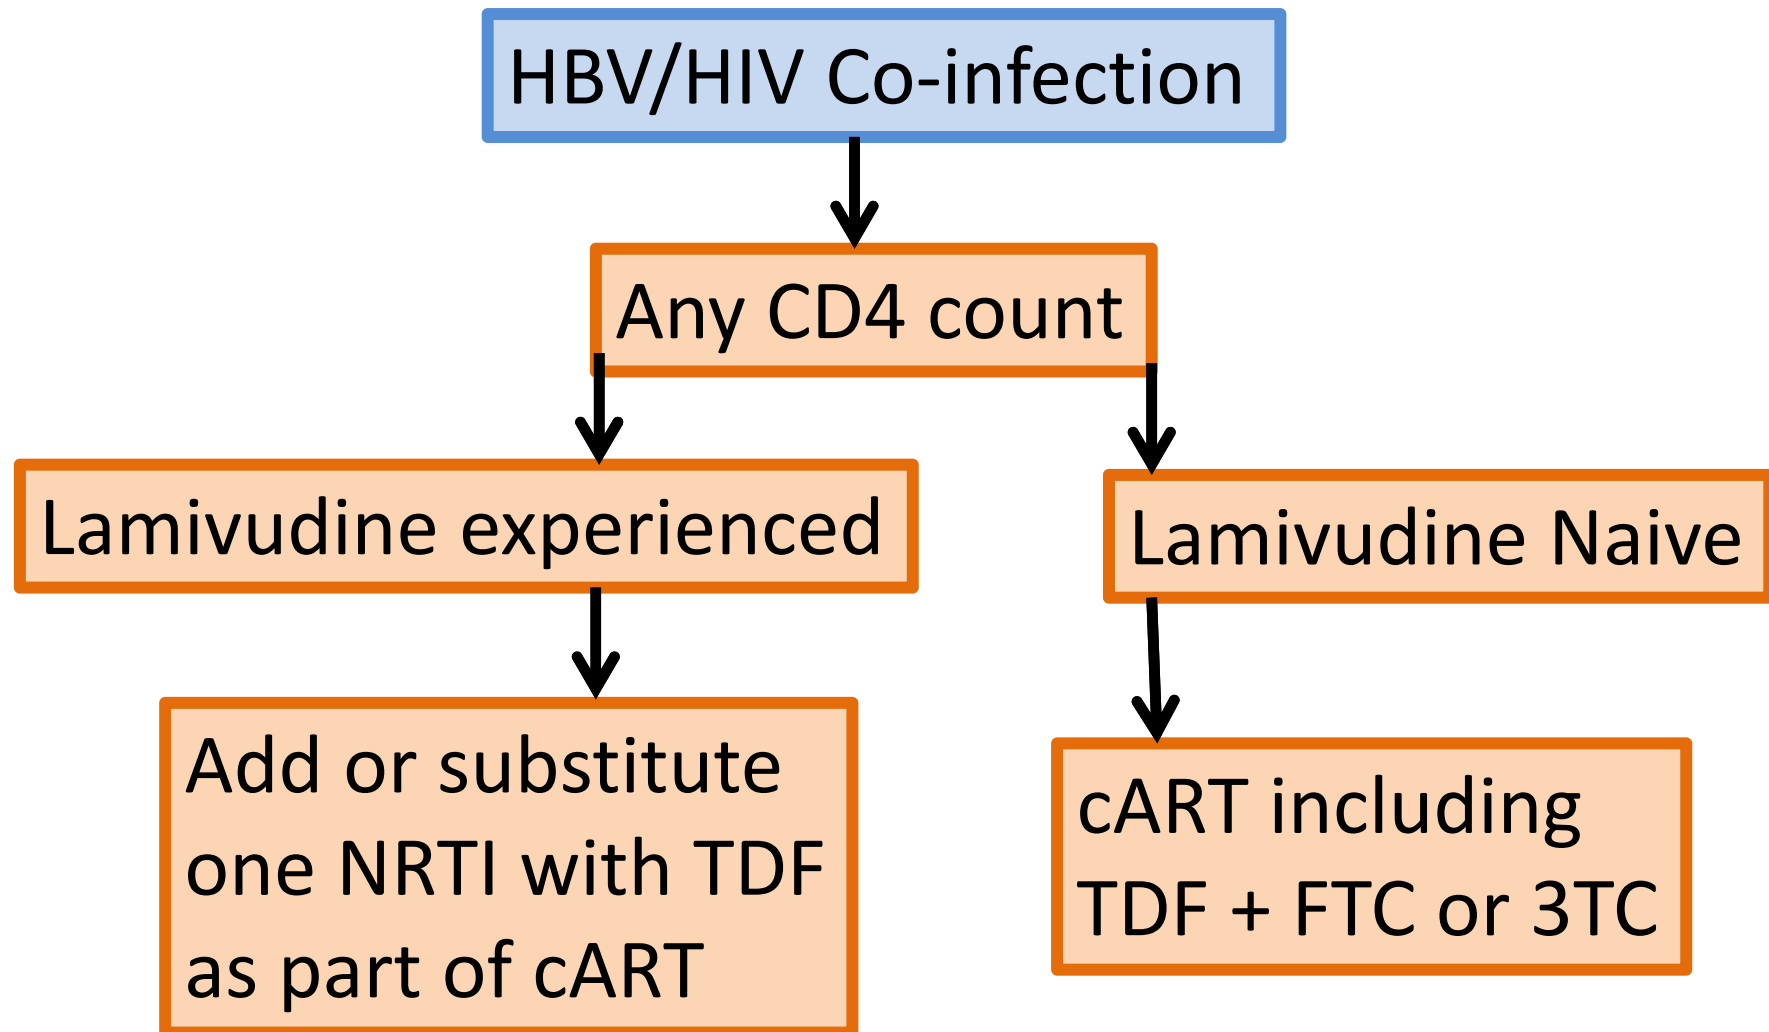 HBV/HIV Co-infection
Any CD4 count
Lamivudine experienced
Lamivudine Naive
Add or substitute
one NRTI with TDF
as part of cART
cART including
TDF + FTC or 3TC